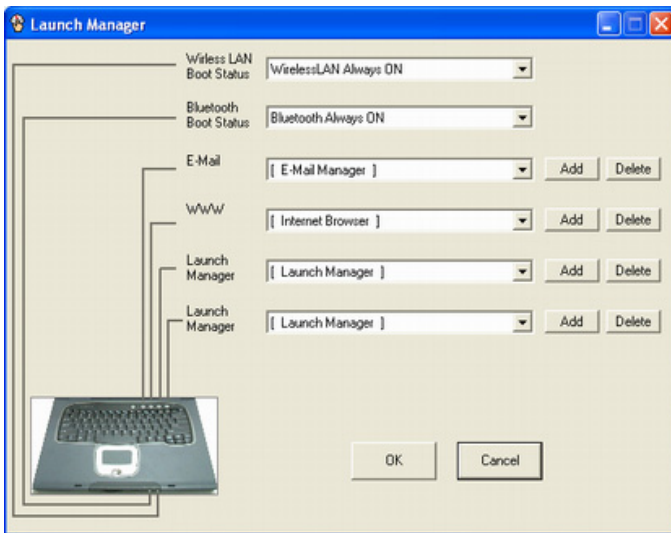 Launch Manager
Wirless LAN
Boot Status
WirelessLAN Always ON
Bluetooth
Boot Status
Bluetooth Always ON
E-Mail
[ E-Mail Manager ]
Add
Delete
WWW
[ Internet Browser ]
Add
Delete
Launch
Manager
[ Launch Manager ]
Add
Delete
Launch
Manager
[ Launch Manager ]
Add
Delete
OK
Cancel